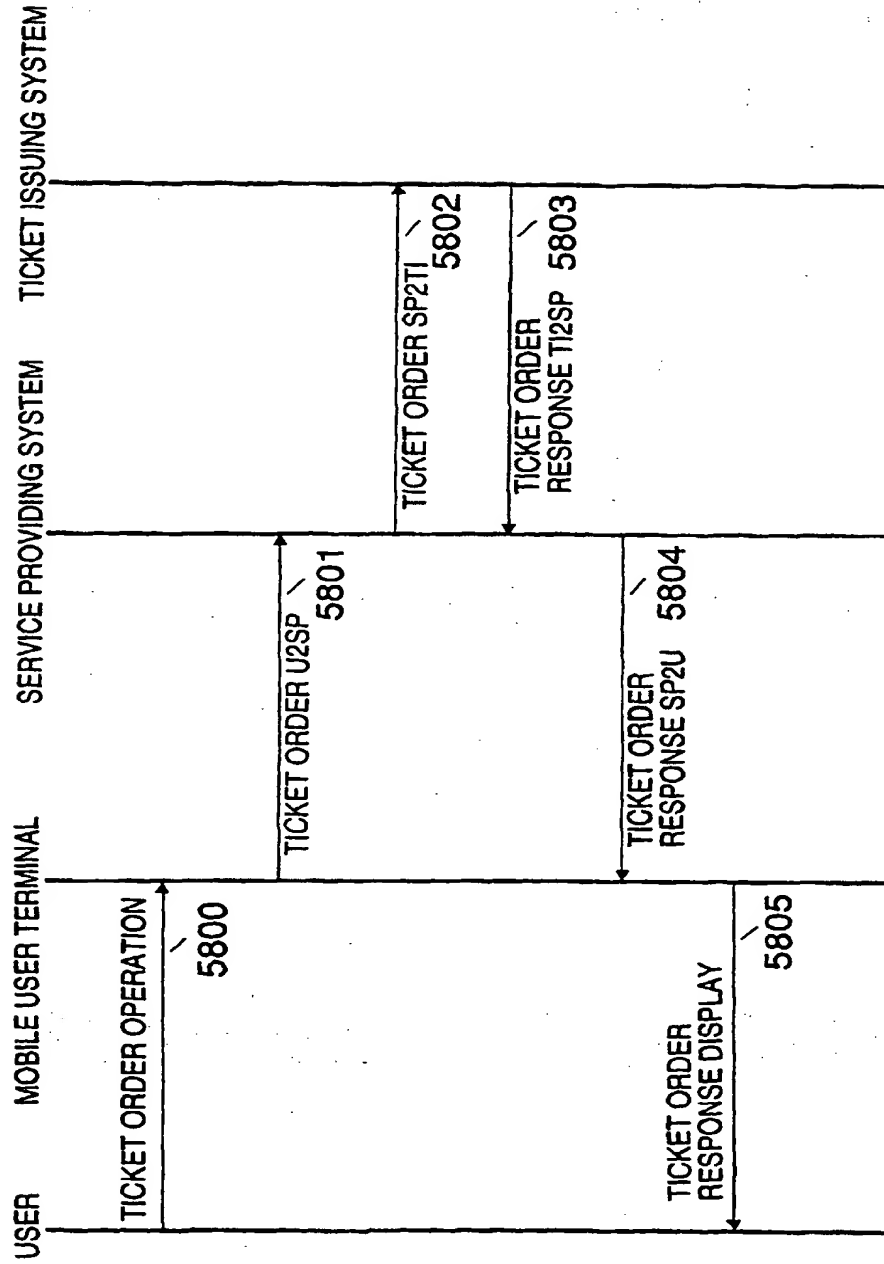 USER
MOBILE USER TERMINAL
SERVICE PROVIDING SYSTEM
TICKET ISSUING SYSTEM
TICKET ORDER OPERATION
5800
TICKET ORDER U2SP
5801
TICKET ORDER SP2TI
5802
TICKET ORDER
RESPONSE TI2SP
5803
TICKET ORDER
RESPONSE SP2U
5804
TICKET ORDER
RESPONSE DISPLAY
5805